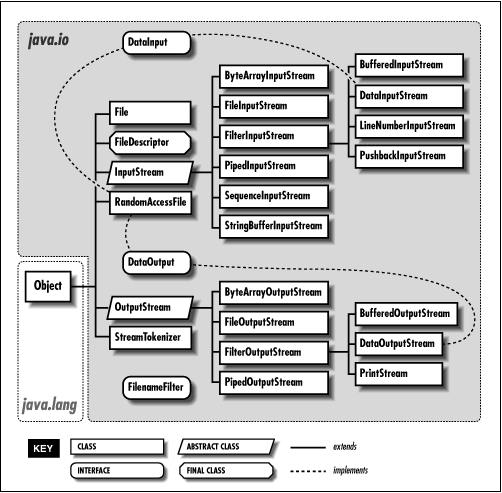 java.io
DataInput
BufferedInputStream
ByteArrayInputStream
DataInputStream
File
FileInputStream
LineNumberInputStream
FileDescriptor
FilterInputStream
PushbackInputStream
InputStream
PipedInputStream
RandomAccessFile
SequenceInputStream
StringBufferInputStream
DataOutput
Object
ByteArrayOutputStream
OutputStream
BufferedOutputStream
FileOutputStream
StreamTokenizer
DataOutputStream
FilterOutputStream
PrintStream
FilenameFilter
PipedOutputStream
java.lang
KEY
CLASS
ABSTRACT CLASS
extends
INTERFACE
FINAL CLASS
implements